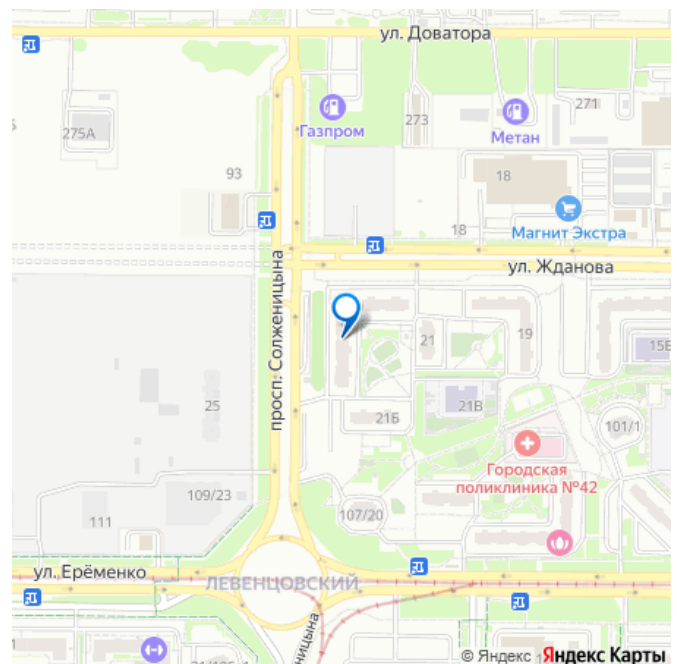 ул. Доватора
275А
Газпром
273
Метан
271
93
18
18
Магнит Экстра
ул. Жданова
просп. Солженицына
21
19
25
21Б
21В
101/1
Городская
поликлиника №42
109/23
107/20
111
ул. Ерёменко
ЛЕВЕНЦОВСКИЙ
© Яндекс Яндекс Карты